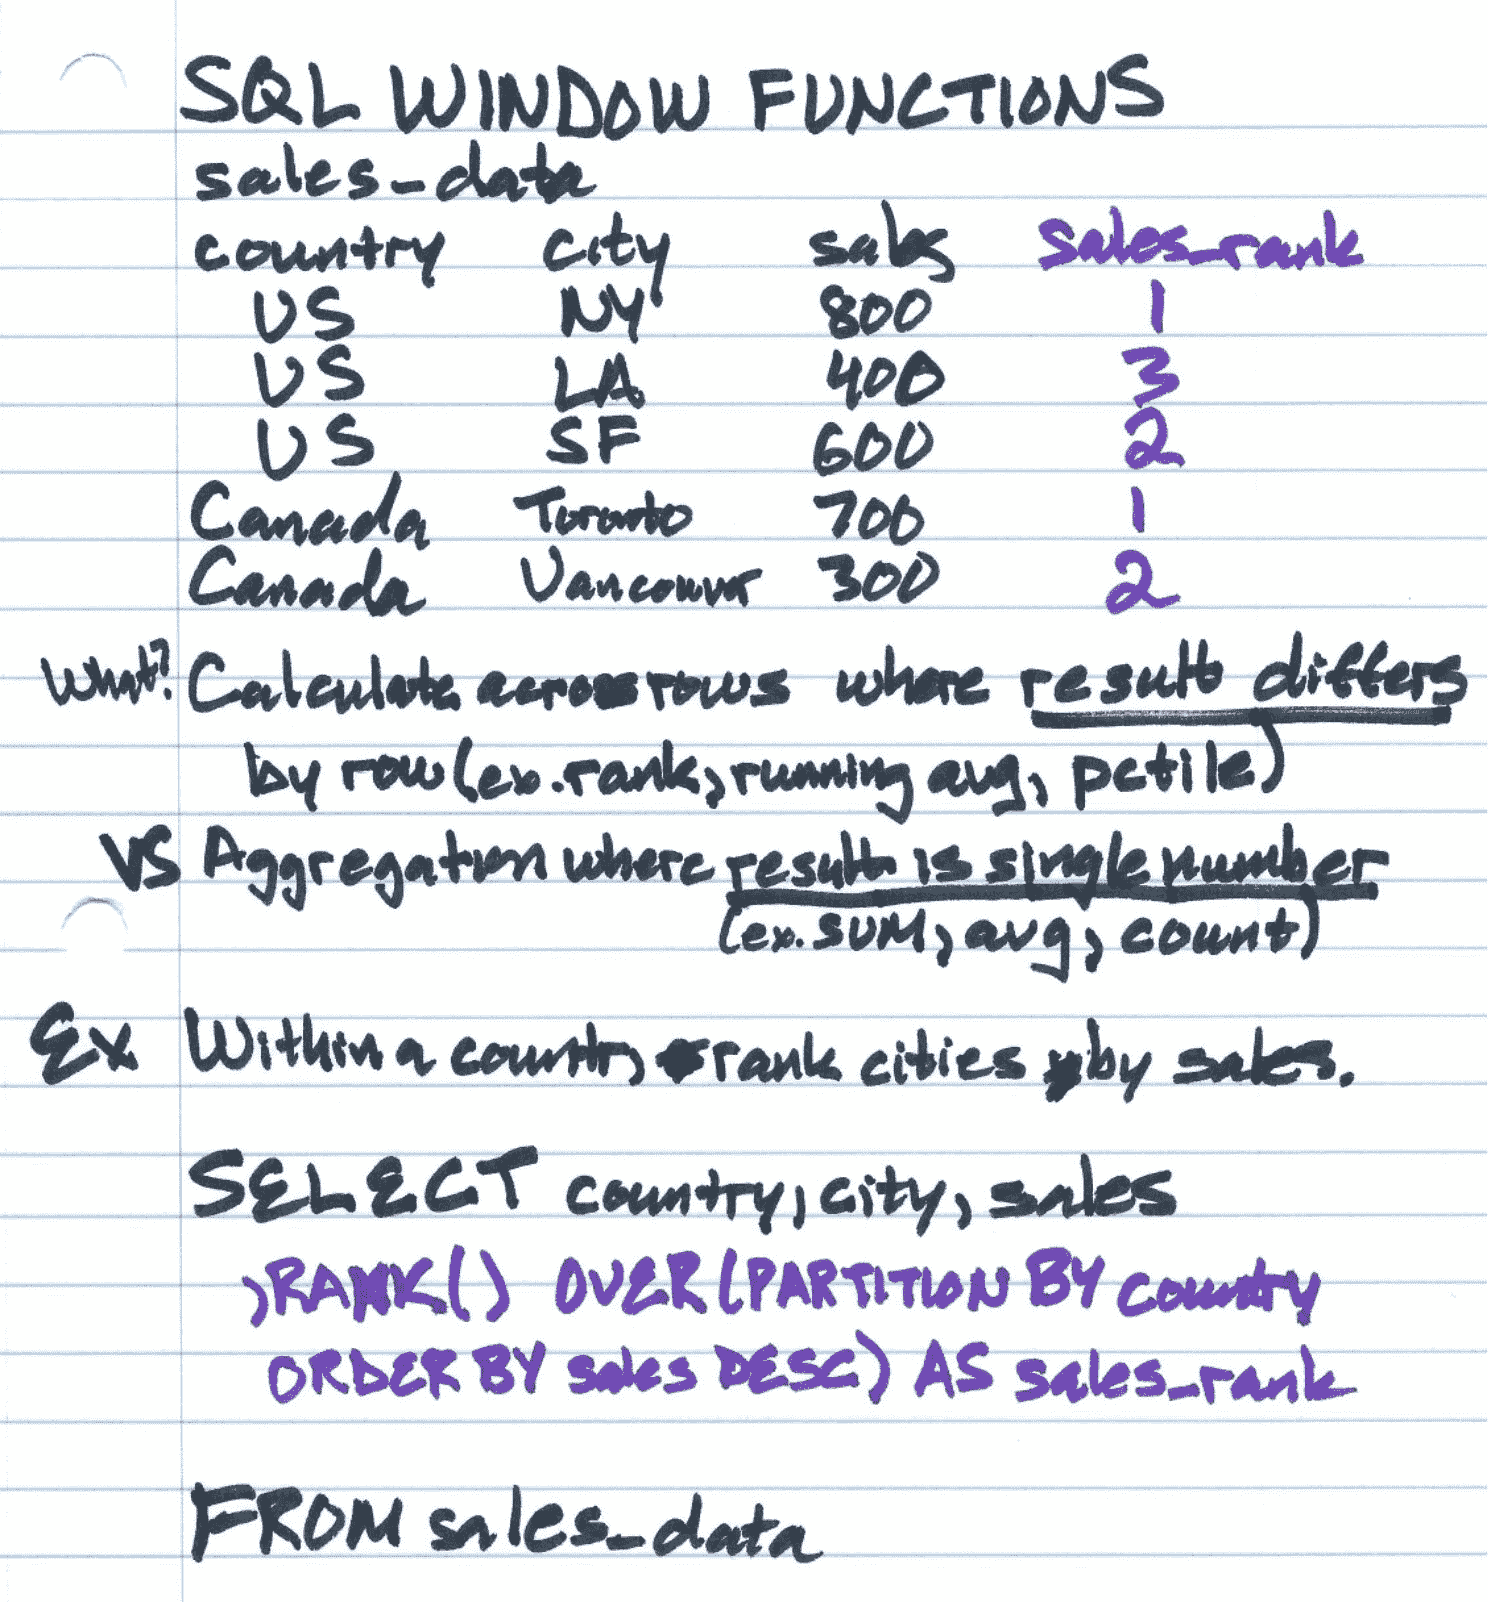 SQL WINDOW FUNCTIONS
sales_data
country city sales sales_rank
US NY 800 1
US LA 400 3
US SF 600 2
Canada Toronto 700 1
Canada Vancouver 300 2
What? Calculate across rows where result differs
by row (ex. rank, running avg, pctile)
VS Aggregation where result is single number
(ex. SUM, avg, count)
Ex Within a country, rank cities by sales.
SELECT country, city, sales
,RANK() OVER (PARTITION BY country
ORDER BY sales DESC) AS sales_rank
FROM sales_data